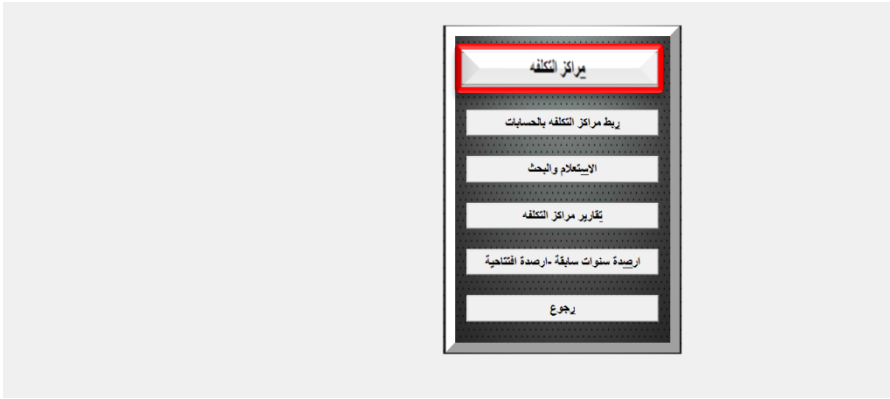 مراكز التكلفه
ربط مراكز التكلفه بالحسابات
الاستعلام والبحث
تقارير مراكز التكلفه
ارصدة سنوات سابقة -ارصدة افتتاحية
رجوع